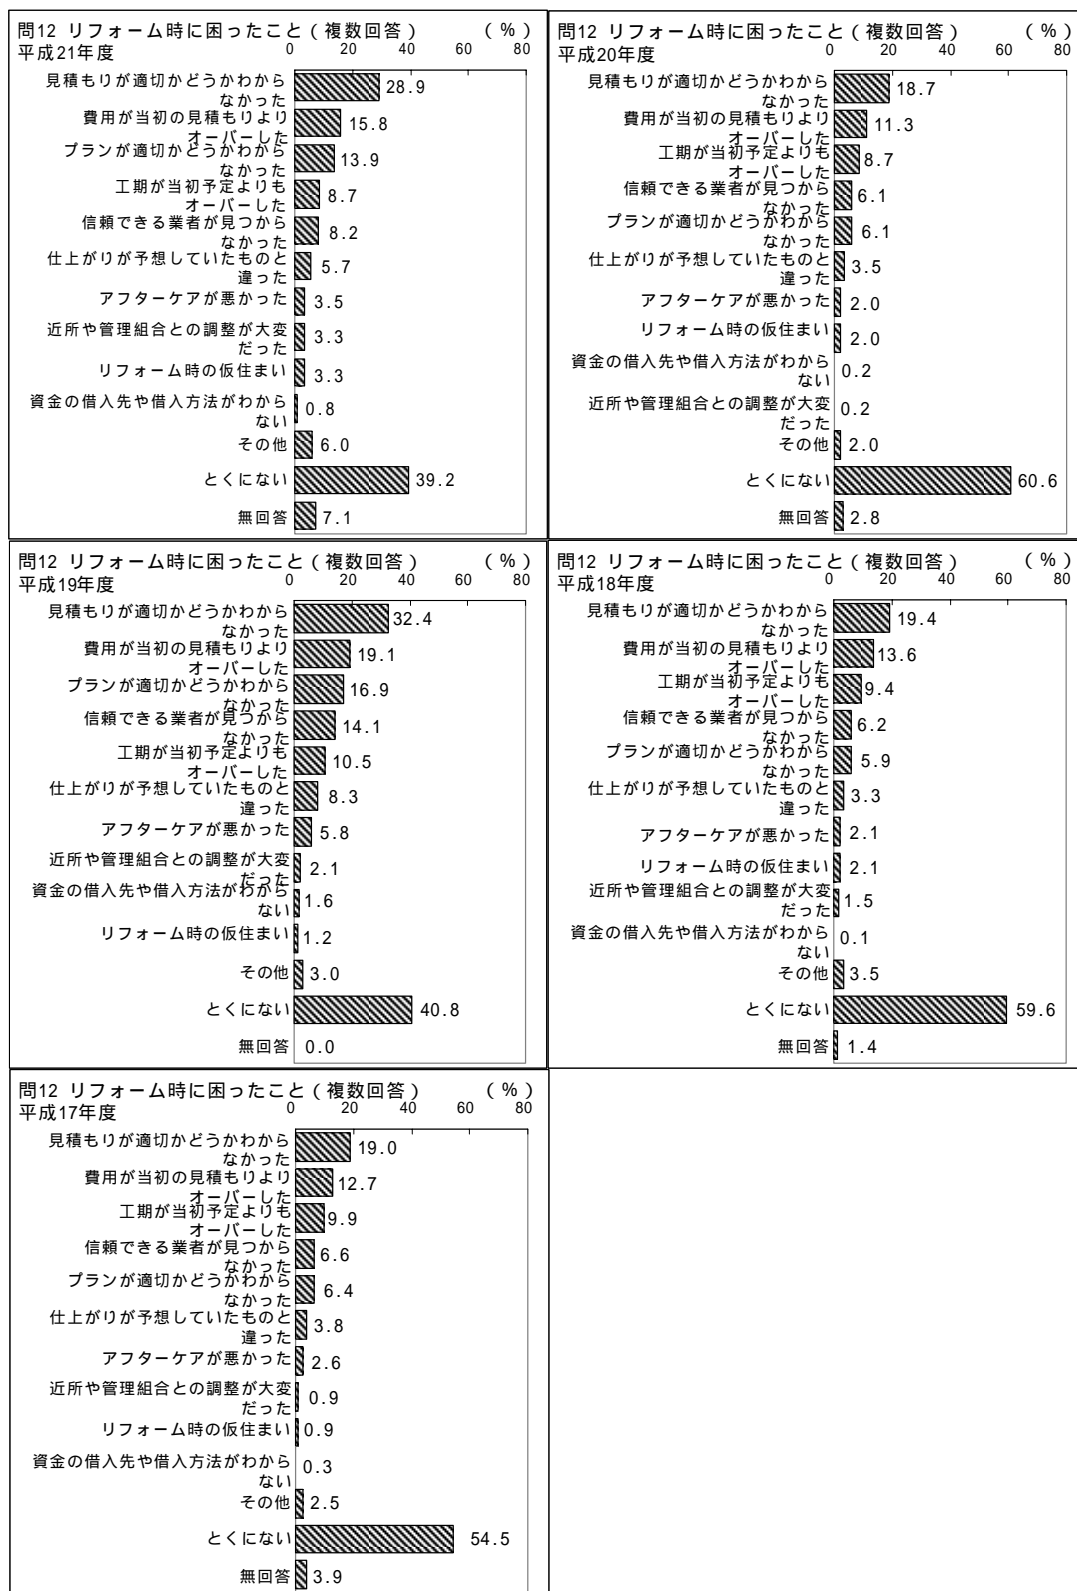 問12 リフォーム時に困ったこと(複数回答) (%)
平成21年度
0 20 40 60 80
見積もりが適切かどうかわから
なかった
28.9
費用が当初の見積もりより
オーバーした
15.8
プランが適切かどうかわから
なかった
13.9
工期が当初予定よりも
オーバーした
8.7
信頼できる業者が見つから
なかった
8.2
仕上がりが予想していたものと
違った
5.7
アフターケアが悪かった 3.5
近所や管理組合との調整が大変
だった
3.3
リフォーム時の仮住まい 3.3
資金の借入先や借入方法がわから
ない
0.8
その他 6.0
とくにない 39.2
無回答 7.1
問12 リフォーム時に困ったこと(複数回答) (%)
平成20年度
0 20 40 60 80
見積もりが適切かどうかわから
なかった
18.7
費用が当初の見積もりより
オーバーした
11.3
工期が当初予定よりも
オーバーした
8.7
信頼できる業者が見つから
なかった
6.1
プランが適切かどうかわから
なかった
6.1
仕上がりが予想していたものと
違った
3.5
アフターケアが悪かった 2.0
リフォーム時の仮住まい 2.0
資金の借入先や借入方法がわから
ない
0.2
近所や管理組合との調整が大変
だった
0.2
その他 2.0
とくにない 60.6
無回答 2.8
問12 リフォーム時に困ったこと(複数回答) (%)
平成19年度
0 20 40 60 80
見積もりが適切かどうかわから
なかった
32.4
費用が当初の見積もりより
オーバーした
19.1
プランが適切かどうかわから
なかった
16.9
信頼できる業者が見つから
なかった
14.1
工期が当初予定よりも
オーバーした
10.5
仕上がりが予想していたものと
違った
8.3
アフターケアが悪かった 5.8
近所や管理組合との調整が大変
だった
2.1
資金の借入先や借入方法がわから
ない
1.6
リフォーム時の仮住まい 1.2
その他 3.0
とくにない 40.8
無回答 0.0
問12 リフォーム時に困ったこと(複数回答) (%)
平成18年度
0 20 40 60 80
見積もりが適切かどうかわから
なかった
19.4
費用が当初の見積もりより
オーバーした
13.6
工期が当初予定よりも
オーバーした
9.4
信頼できる業者が見つから
なかった
6.2
プランが適切かどうかわから
なかった
5.9
仕上がりが予想していたものと
違った
3.3
アフターケアが悪かった 2.1
リフォーム時の仮住まい 2.1
近所や管理組合との調整が大変
だった
1.5
資金の借入先や借入方法がわから
ない
0.1
その他 3.5
とくにない 59.6
無回答 1.4
問12 リフォーム時に困ったこと(複数回答) (%)
平成17年度
0 20 40 60 80
見積もりが適切かどうかわから
なかった
19.0
費用が当初の見積もりより
オーバーした
12.7
工期が当初予定よりも
オーバーした
9.9
信頼できる業者が見つから
なかった
6.6
プランが適切かどうかわから
なかった
6.4
仕上がりが予想していたものと
違った
3.8
アフターケアが悪かった 2.6
近所や管理組合との調整が大変
だった
0.9
リフォーム時の仮住まい 0.9
資金の借入先や借入方法がわから
ない
0.3
その他 2.5
とくにない 54.5
無回答 3.9